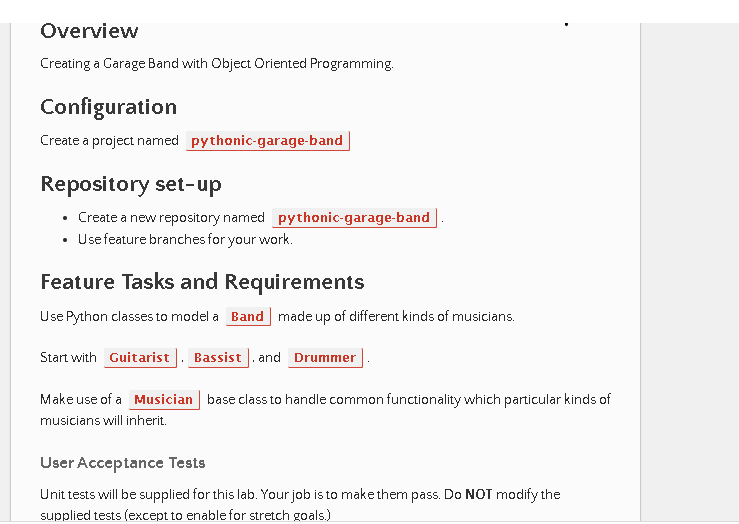 Overview
Creating a Garage Band with Object Oriented Programming.
Configuration
Create a project named pythonic-garage-band
Repository set-up
• Create a new repository named pythonic-garage-band .
• Use feature branches for your work.
Feature Tasks and Requirements
Use Python classes to model a Band made up of different kinds of musicians.
Start with Guitarist , Bassist , and Drummer .
Make use of a Musician base class to handle common functionality which particular kinds of
musicians will inherit.
User Acceptance Tests
Unit tests will be supplied for this lab. Your job is to make them pass. Do NOT modify the
supplied tests (except to enable for stretch goals.)